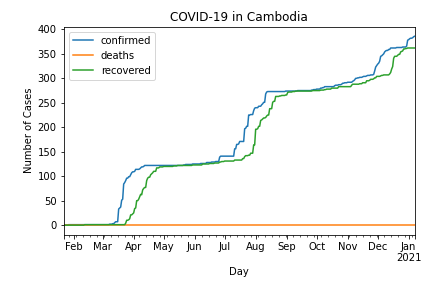 COVID-19 in Cambodia
confirmed
deaths
recovered
Number of Cases
400
350
300
250
200
150
100
50
0
Feb Mar Apr May Jun Jul Aug Sep Oct Nov Dec Jan
2021
Day